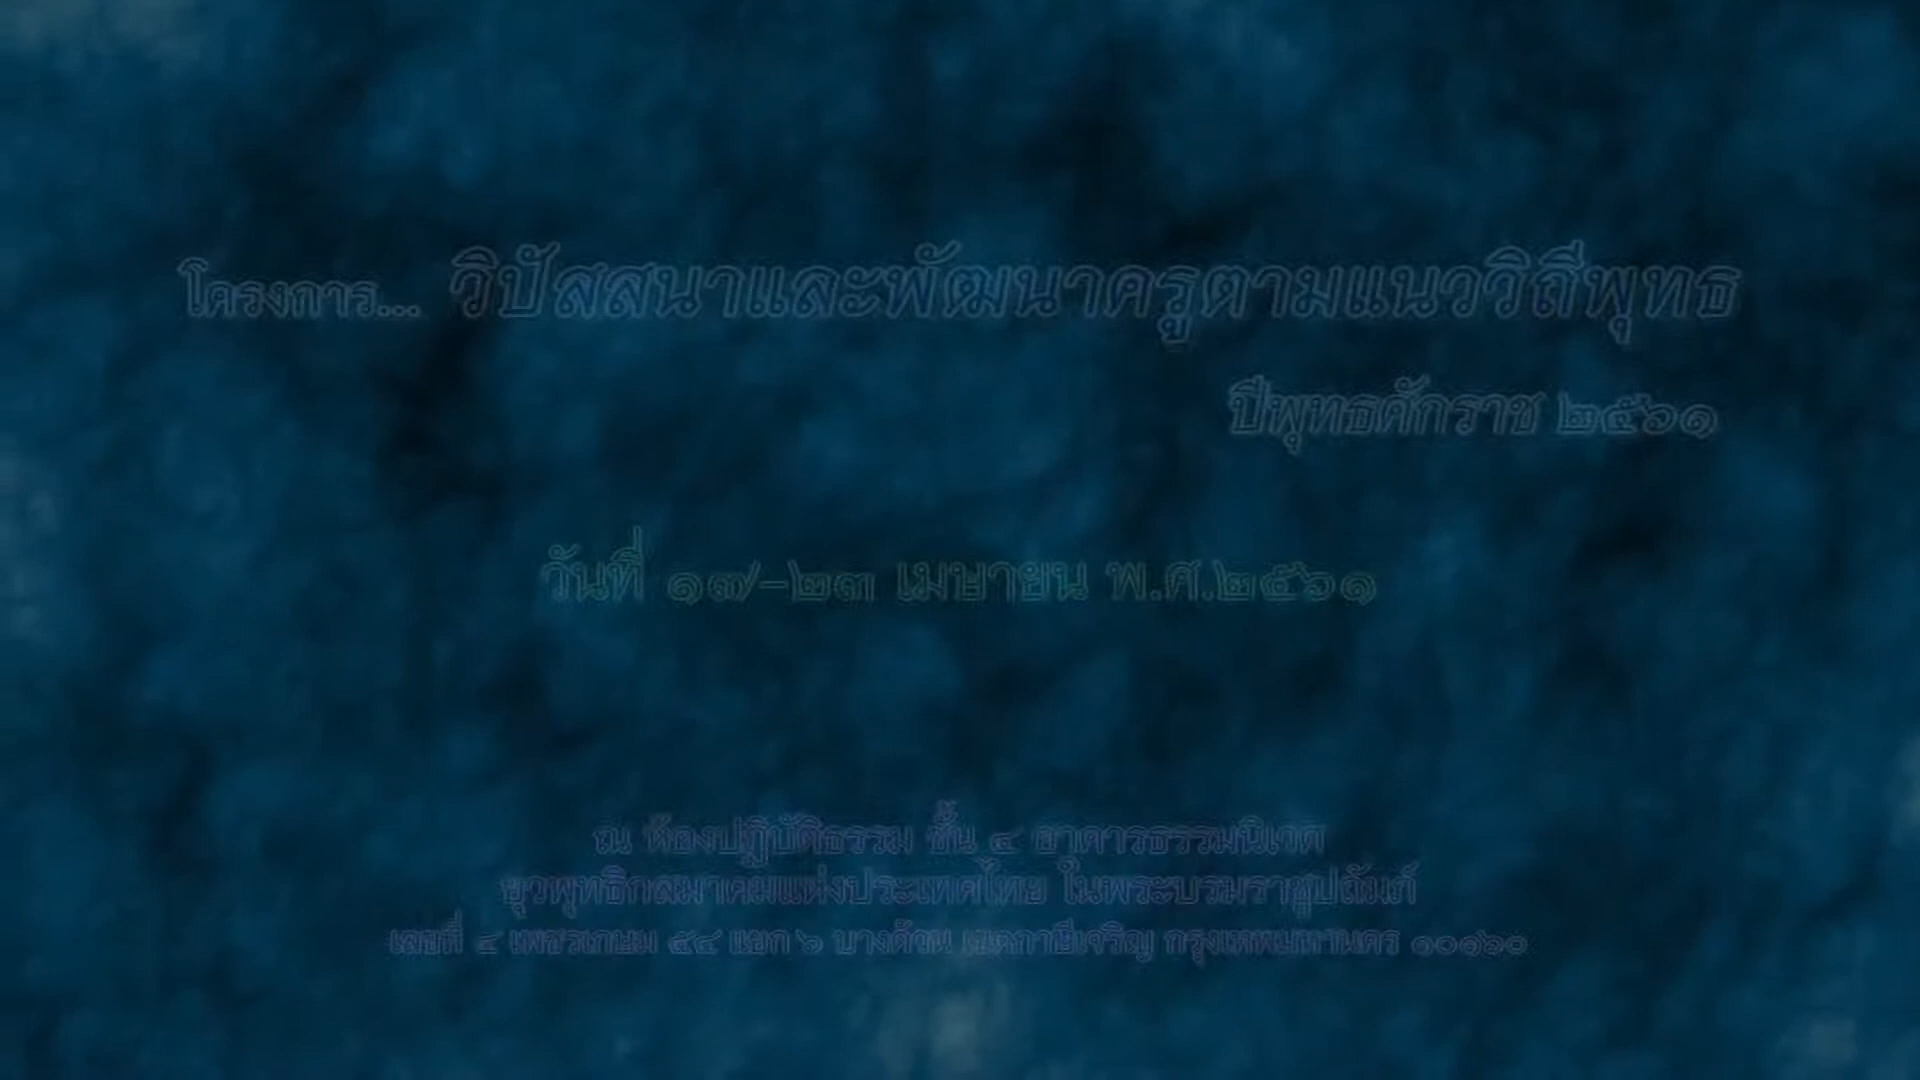 โครงการ... วิปัสสนาและพัฒนาครูตามแนววิถีพุทธ
ปีพุทธศักราช ๒๕๖๑
วันที่ ๑๗-๒๓ เมษายน พ.ศ.๒๕๖๑
ณ ห้องปฏิบัติธรรม ชั้น ๔ อาคารธรรมนิเวศ
ยุวพุทธิกสมาคมแห่งประเทศไทย ในพระบรมราชูปถัมภ์
เลขที่ ๔ เพชรเกษม ๕๔ แยก ๖ บางด้วน เขตภาษีเจริญ กรุงเทพมหานคร ๑๐๑๖๐